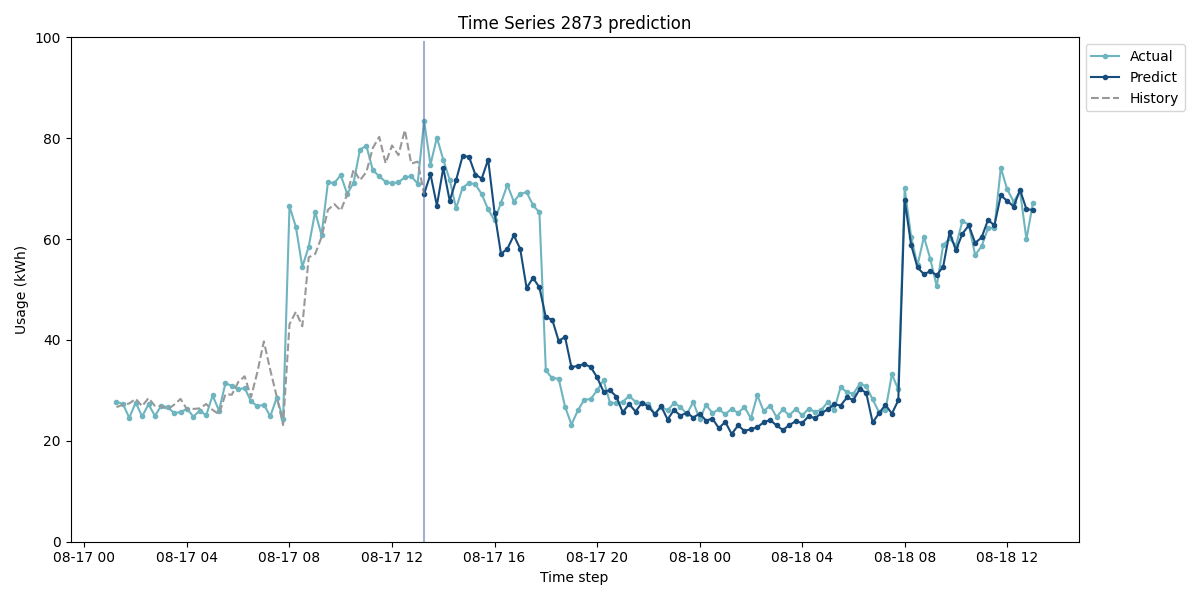 Time Series 2873 prediction
100
80
60
40
20
0
Usage (kWh)
08-17 00 08-17 04 08-17 08 08-17 12 08-17 16 08-17 20 08-18 00 08-18 04 08-18 08 08-18 12
Time step
Actual
Predict
History